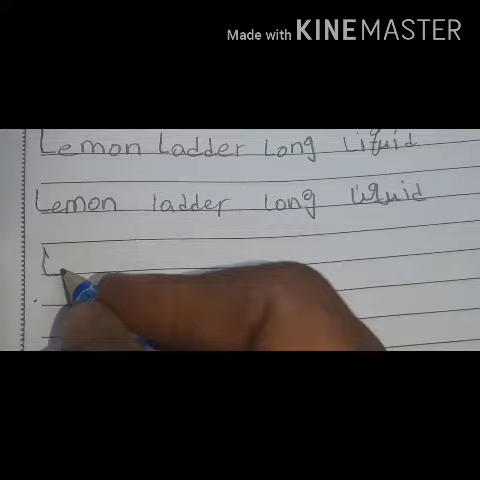 Made with KINEMASTER
Lemon Ladder Long Liquid
Lemon ladder long liquid
L